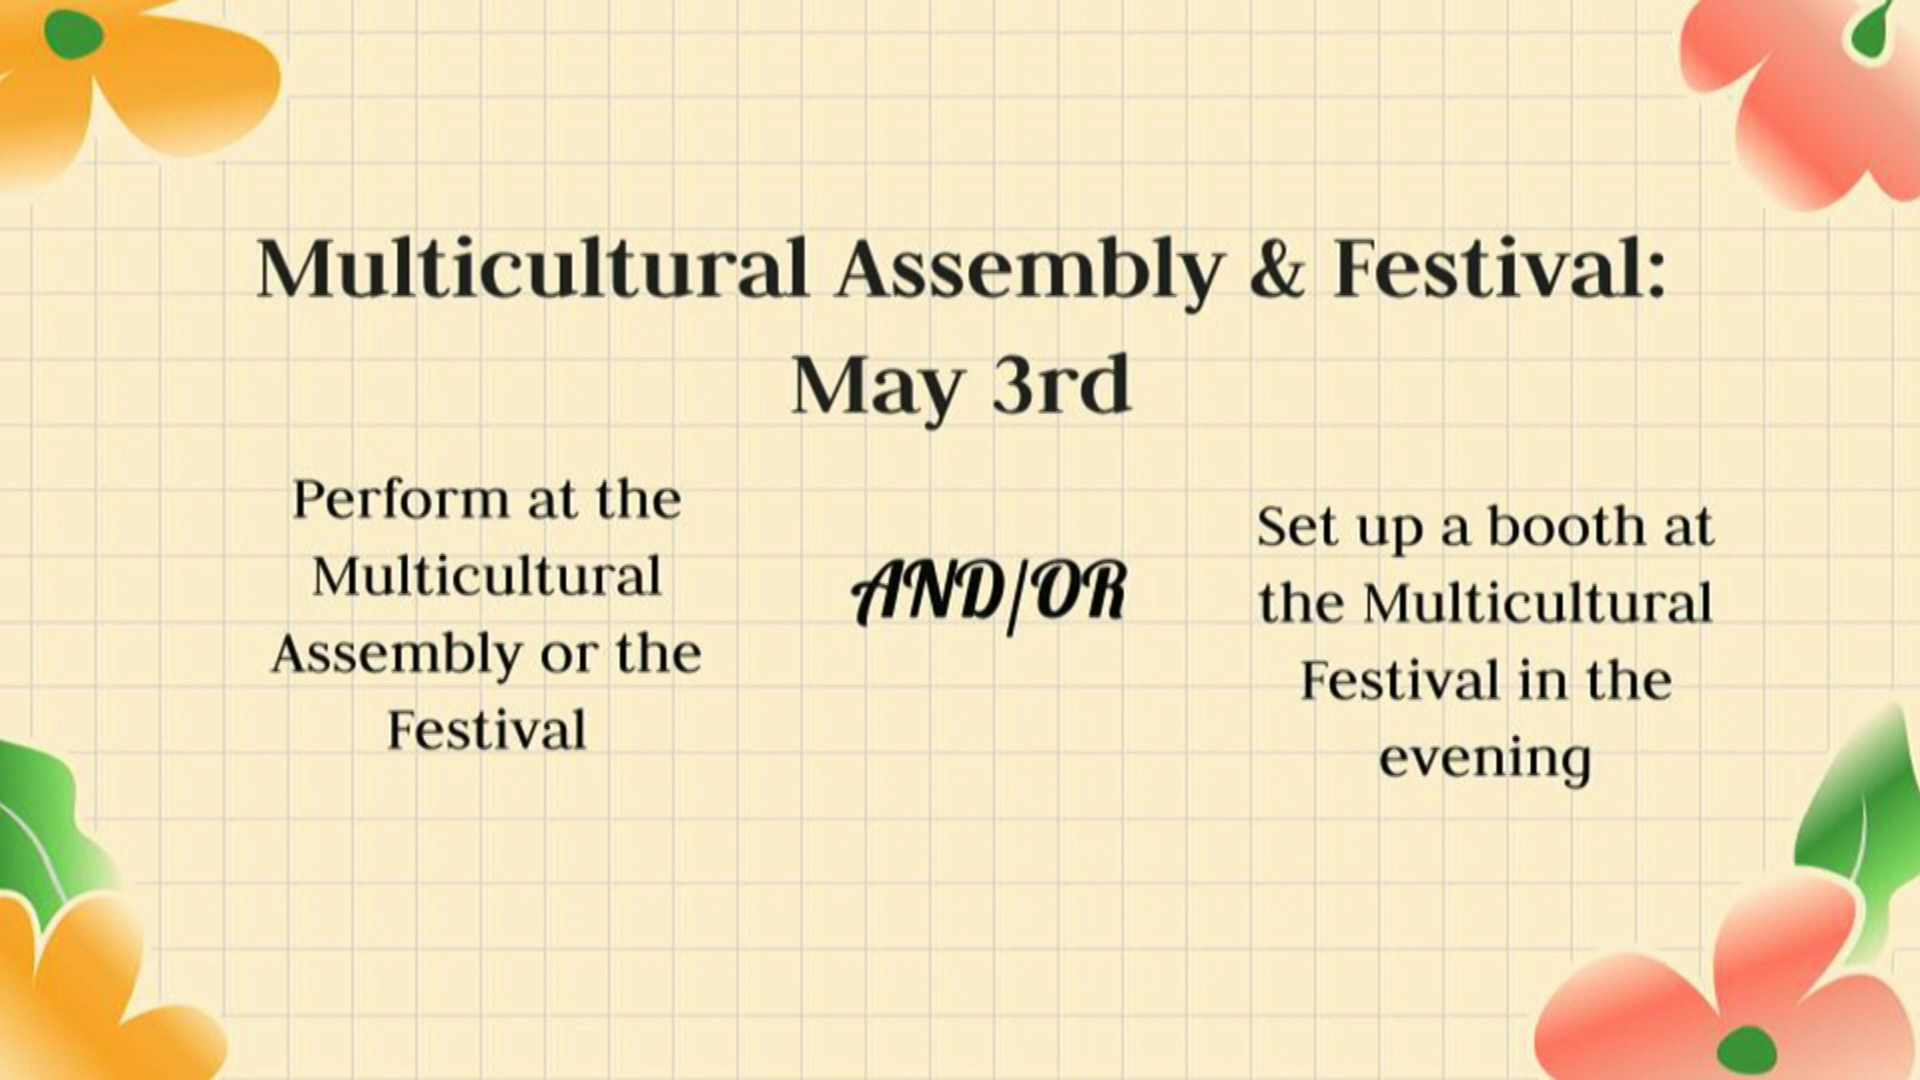 Multicultural Assembly & Festival:
May 3rd
Perform at the
Multicultural
Assembly or the
Festival
AND/OR
Set up a booth at
the Multicultural
Festival in the
evening